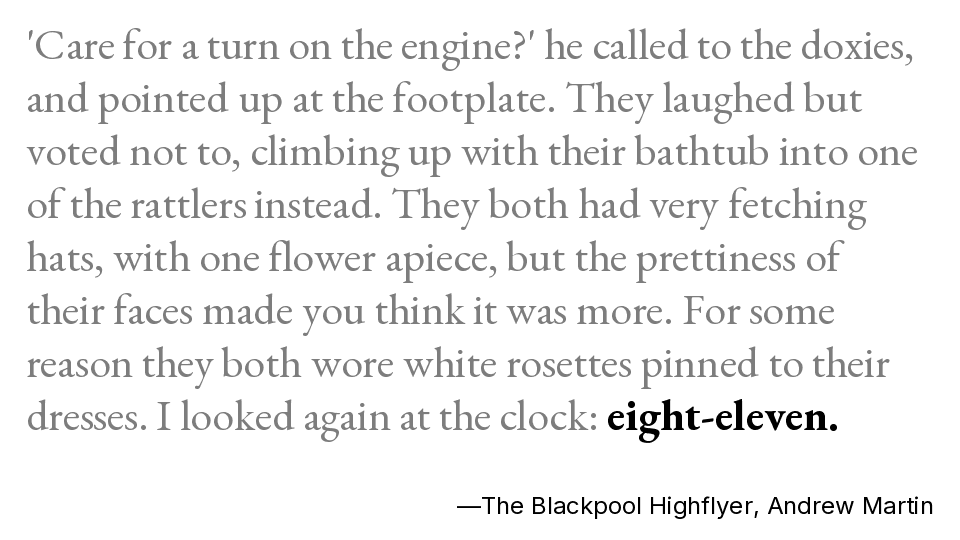 'Care for a turn on the engine?' he called to the doxies,
and pointed up at the footplate. They laughed but
voted not to, climbing up with their bathtub into one
of the rattlers instead. They both had very fetching
hats, with one flower apiece, but the prettiness of
their faces made you think it was more. For some
reason they both wore white rosettes pinned to their
dresses. I looked again at the clock: eight-eleven.
—The Blackpool Highflyer, Andrew Martin